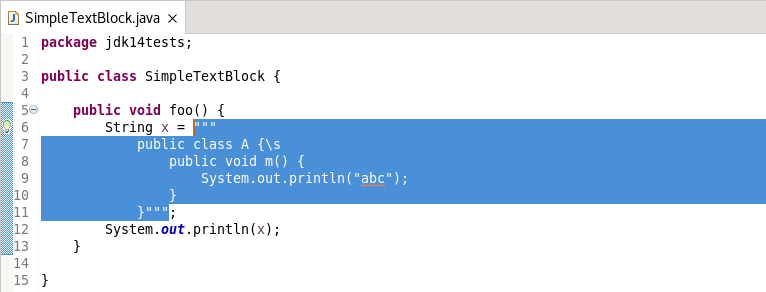 SimpleTextBlock.java
1 package jdk14tests;
2
3 public class SimpleTextBlock {
4
5     public void foo() {
6         String x = """
7             public class A {\s
8                 public void m() {
9                     System.out.println("abc");
10                 }
11             }""";
12         System.out.println(x);
13     }
14
15 }